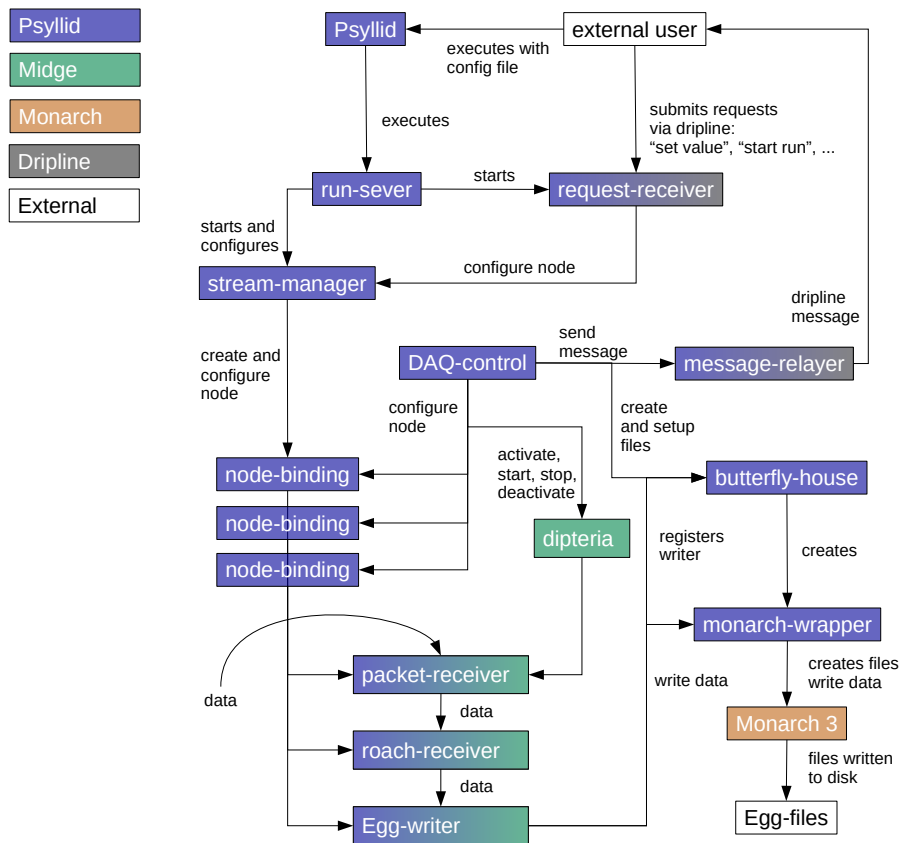 Psyllid
Midge
Monarch
Dripline
External
Psyllid
external user
executes with
config file
executes
submits requests
via dripline:
“set value”, “start run”, ...
run-sever
starts
request-receiver
starts and
configures
configure node
stream-manager
dripline
message
create and
configure
node
DAQ-control
send
message
message-relayer
configure
node
create
and setup
files
activate,
start, stop,
deactivate
node-binding
butterfly-house
node-binding
dipteria
registers
writer
creates
node-binding
monarch-wrapper
packet-receiver
write data
creates files
write data
data
data
Monarch 3
roach-receiver
files written
to disk
data
Egg-writer
Egg-files